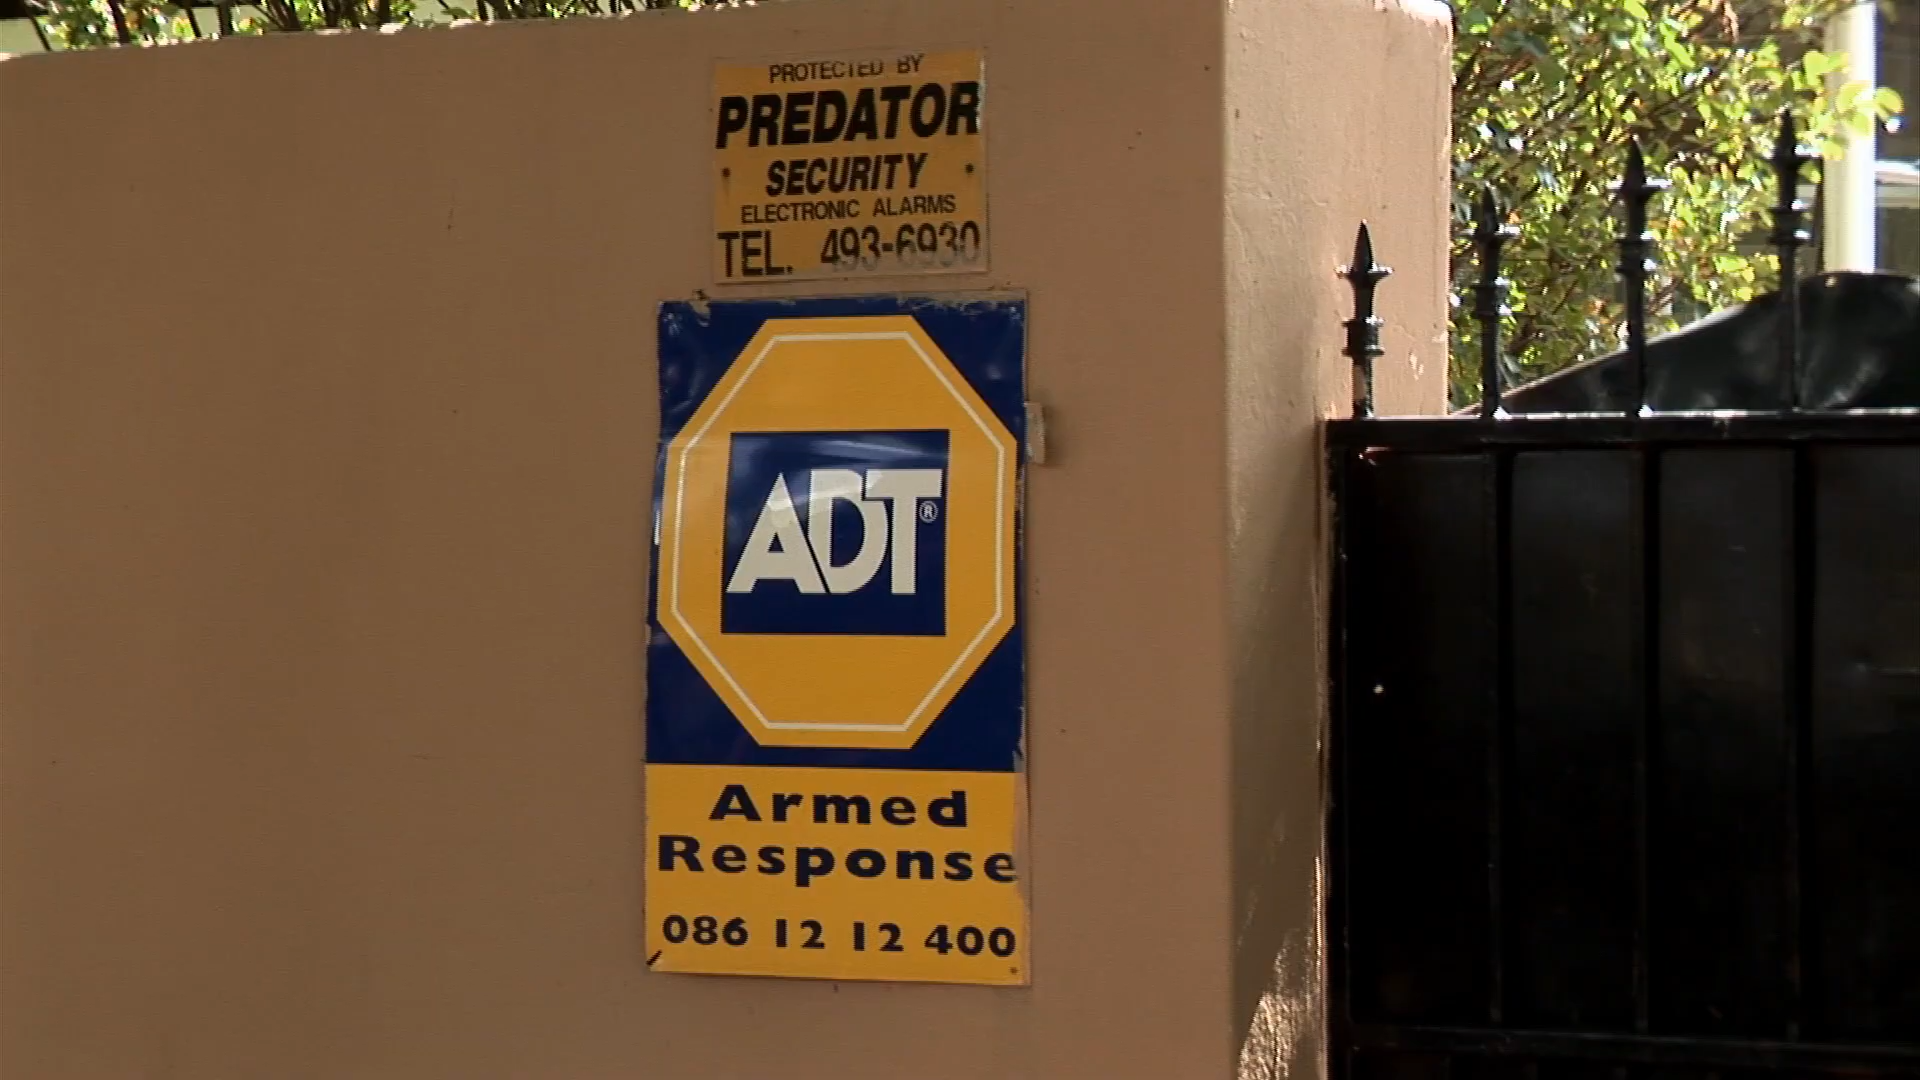 PROTECTED BY
PREDATOR
SECURITY
ELECTRONIC ALARMS
TEL. 493-6930
ADT®
Armed
Response
086 12 12 400